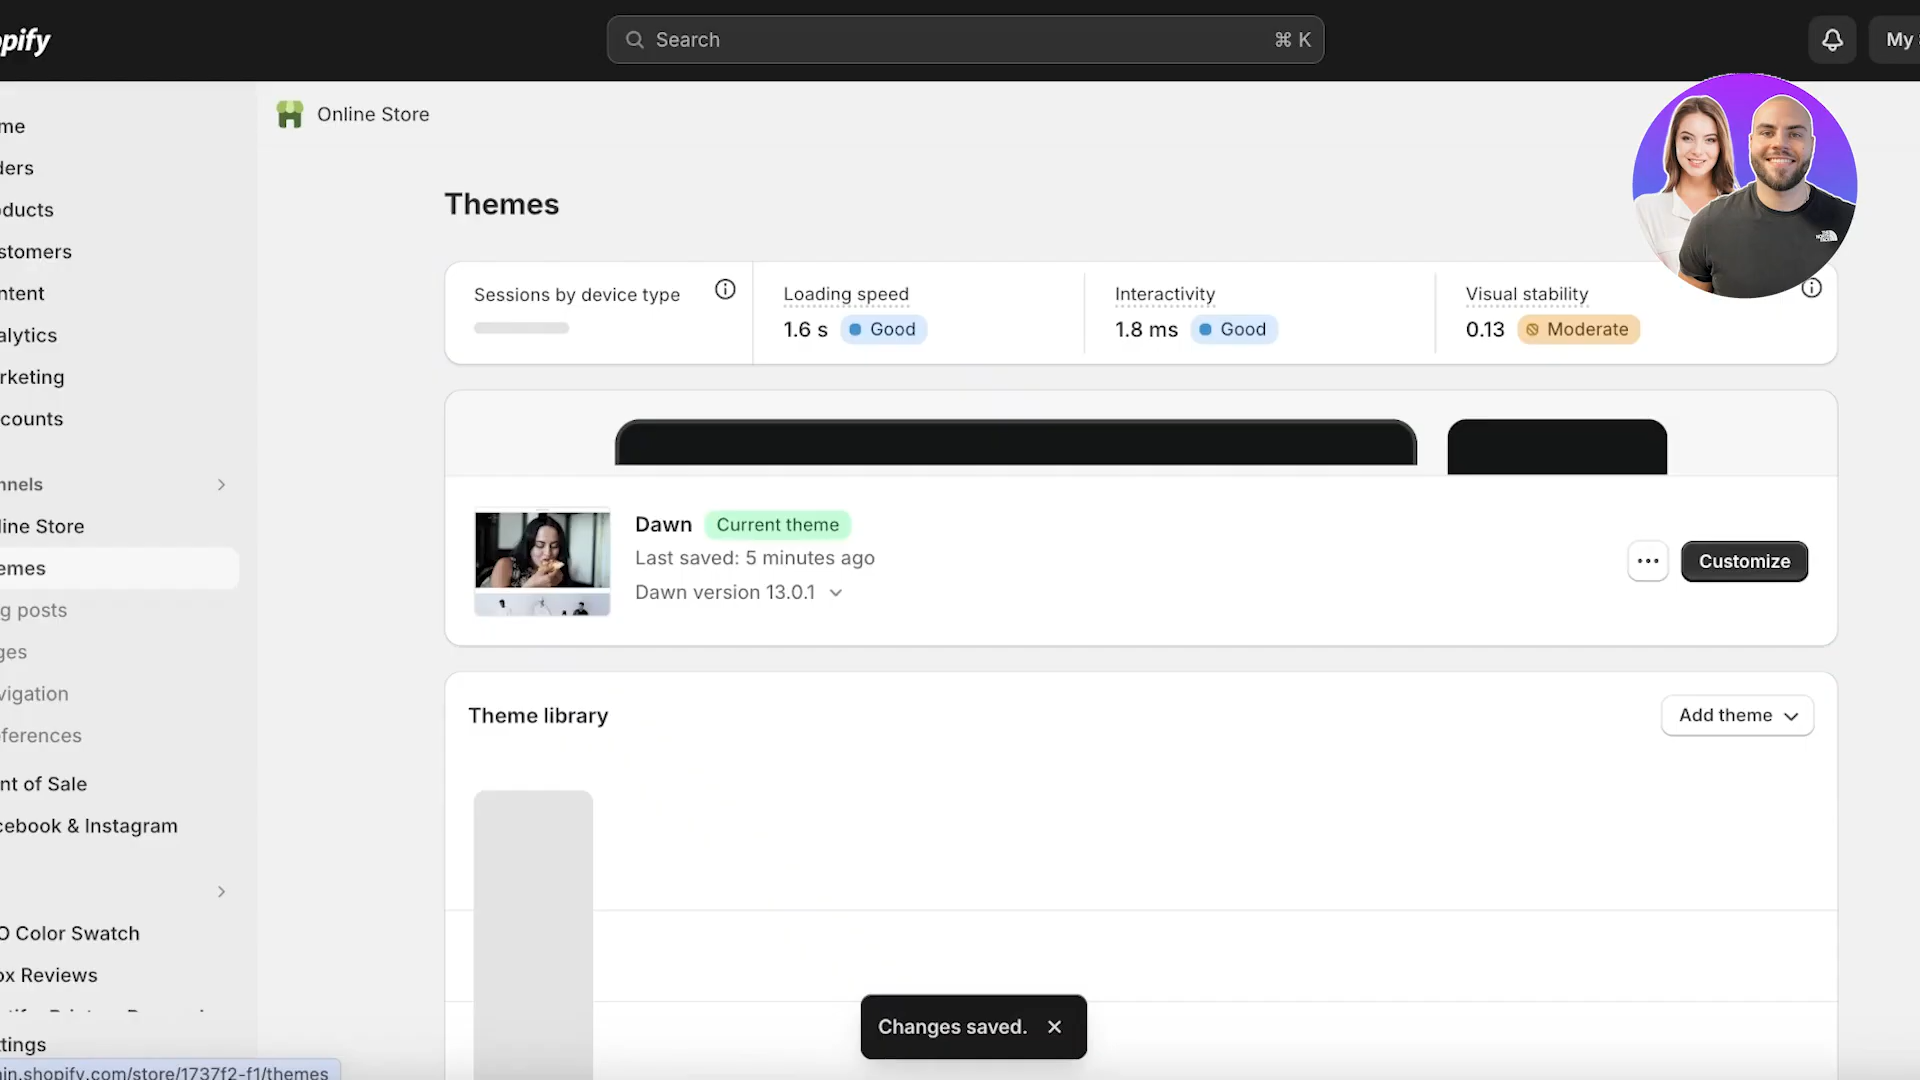 pify
Search
⌘ K
My
Online Store
me
ders
oducts
stomers
ntent
alytics
rketing
counts
nnels
line Store
emes
g posts
ges
vigation
ferences
nt of Sale
cebook & Instagram
O Color Swatch
ox Reviews
tings
in.shopify.com/store/1737f2-f1/themes
Themes
Sessions by device type
Loading speed
1.6 s
Good
Interactivity
1.8 ms
Good
Visual stability
0.13
Moderate
Dawn
Current theme
Last saved: 5 minutes ago
Dawn version 13.0.1
Customize
Theme library
Add theme
Changes saved.